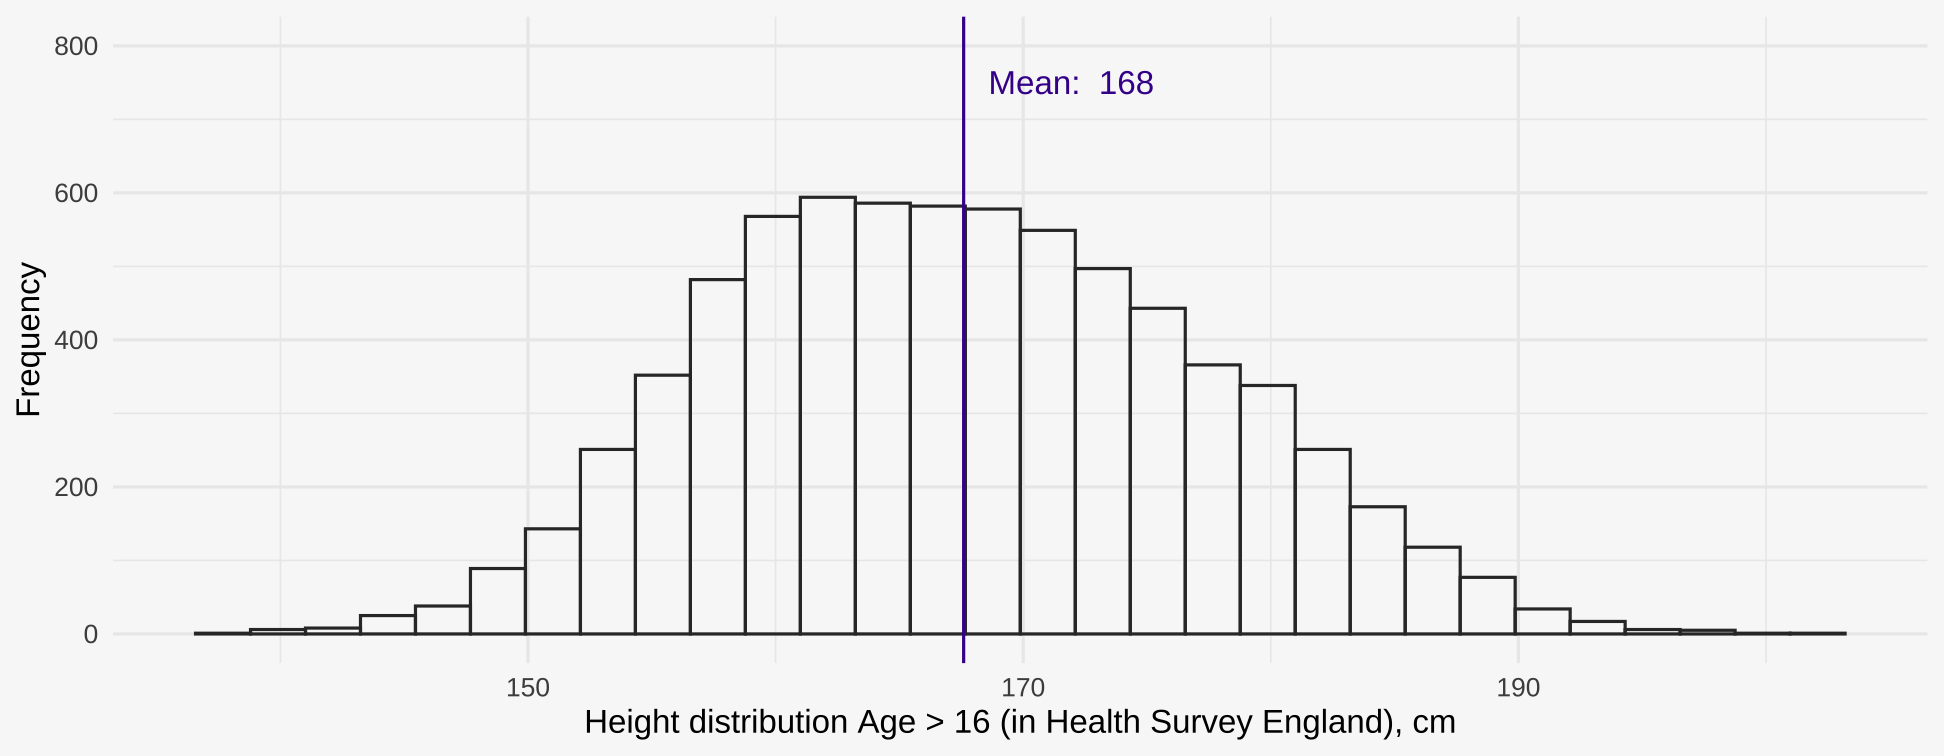 800
Mean:  168
600
400
200
0
Frequency
150 170 190
Height distribution Age > 16 (in Health Survey England), cm